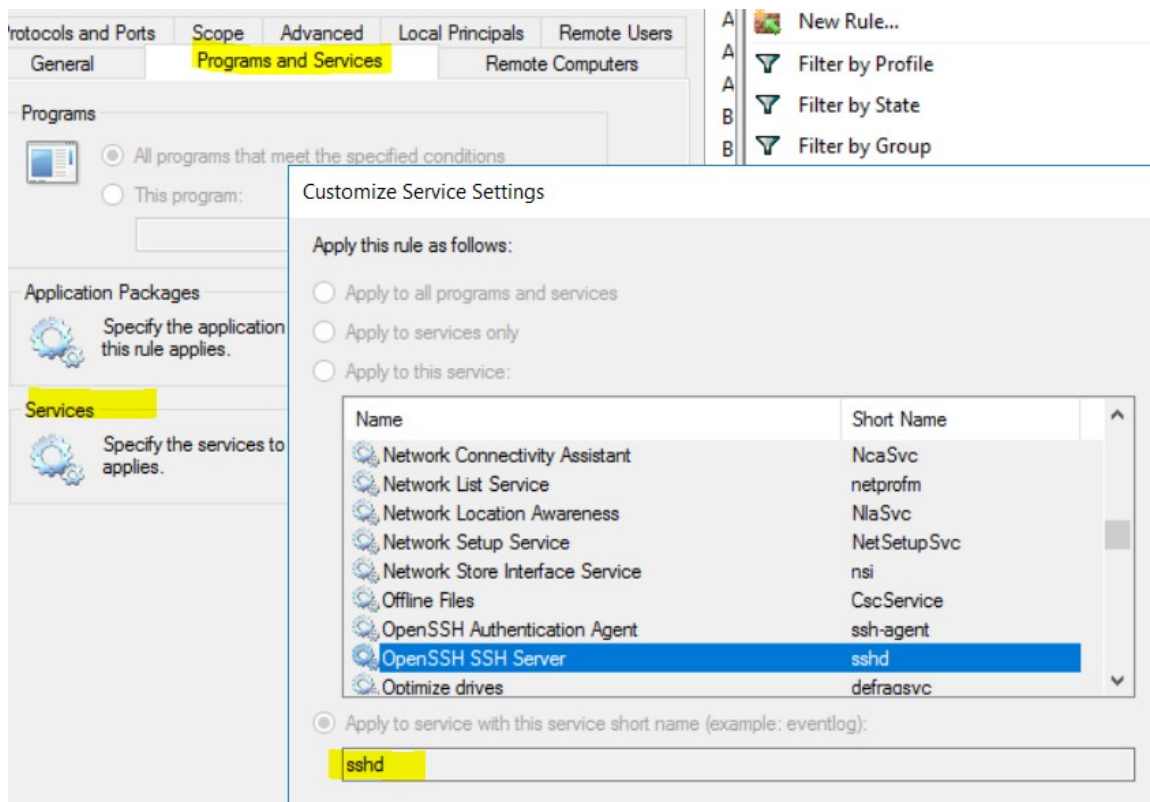 rotocols and Ports Scope Advanced Local Principals Remote Users
General Programs and Services Remote Computers
Programs
All programs that meet the specified conditions
This program:
Application Packages
Specify the application
this rule applies.
Services
Specify the services to
applies.
A
A
A
B
B
New Rule...
Filter by Profile
Filter by State
Filter by Group
Customize Service Settings
Apply this rule as follows:
Apply to all programs and services
Apply to services only
Apply to this service:
Name Short Name
Network Connectivity Assistant NcaSvc
Network List Service netprofm
Network Location Awareness NlaSvc
Network Setup Service NetSetupSvc
Network Store Interface Service nsi
Offline Files CscService
OpenSSH Authentication Agent ssh-agent
OpenSSH SSH Server sshd
Optimize drives defragsvc
Apply to service with this service short name (example: eventlog):
sshd